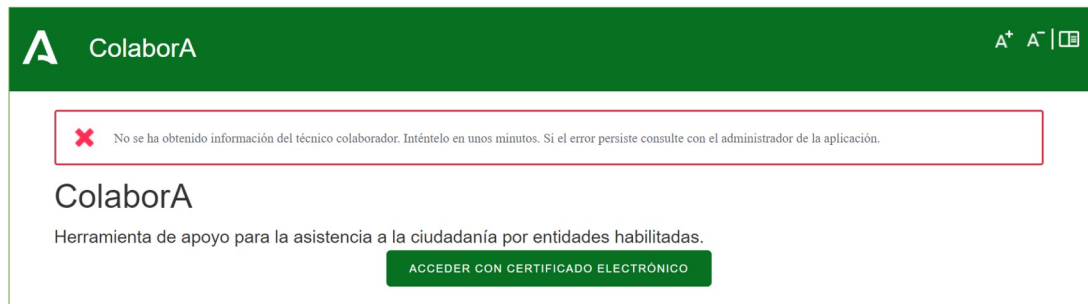 ColaborA
A+ A-
No se ha obtenido información del técnico colaborador. Inténtelo en unos minutos. Si el error persiste consulte con el administrador de la aplicación.
ColaborA
Herramienta de apoyo para la asistencia a la ciudadanía por entidades habilitadas.
ACCEDER CON CERTIFICADO ELECTRÓNICO